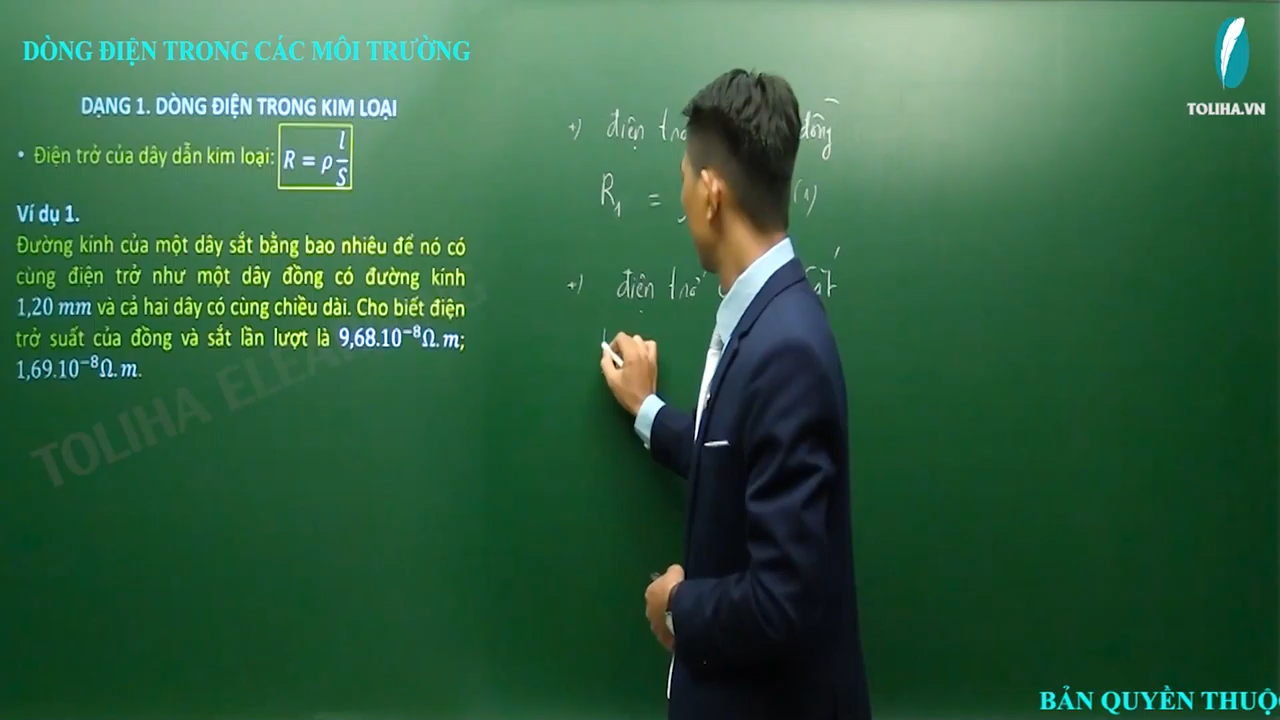 DÒNG ĐIỆN TRONG CÁC MÔI TRƯỜNG
TOLIHA.VN
DẠNG 1. DÒNG ĐIỆN TRONG KIM LOẠI
• Điện trở của dây dẫn kim loại: R = ρ l/S
Ví dụ 1.
Đường kính của một dây sắt bằng bao nhiêu để nó có
cùng điện trở như một dây đồng có đường kính
1,20 mm và cả hai dây có cùng chiều dài. Cho biết điện
trở suất của đồng và sắt lần lượt là 9,68.10⁻⁸Ω.m;
1,69.10⁻⁸Ω.m.
TOLIHA
+) điện đồng
R₁ = (1)
+) điện trở
BẢN QUYỀN THUỘ